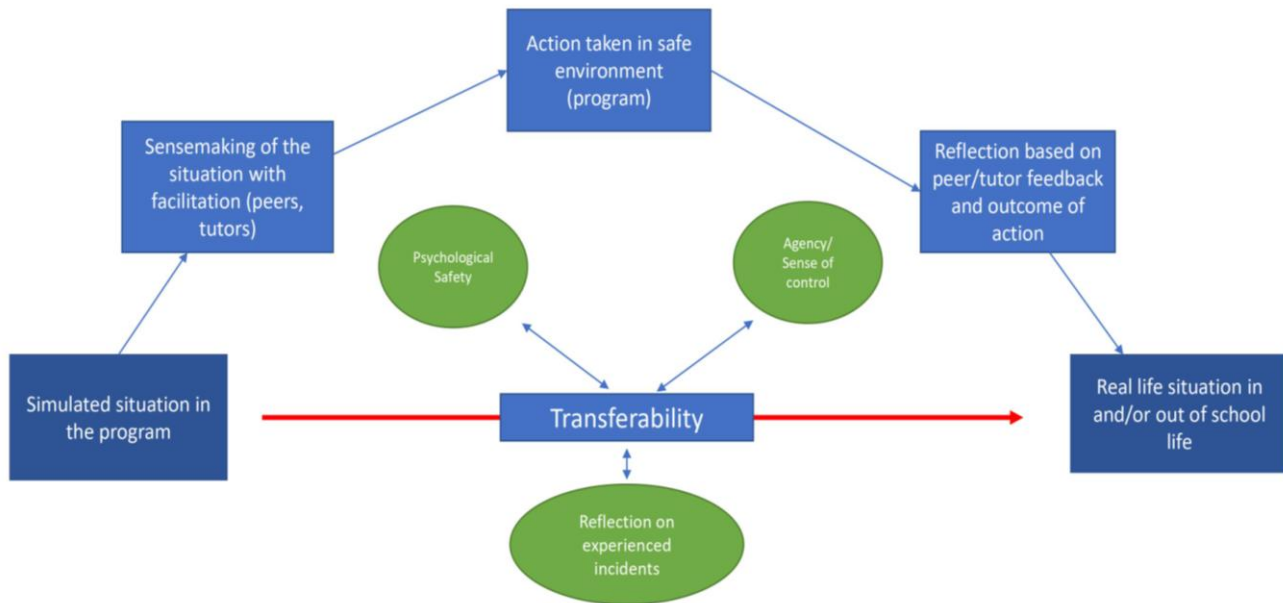 Action taken in safe
environment
(program)
Sensemaking of the
situation with
facilitation (peers,
tutors)
Reflection based on
peer/tutor feedback
and outcome of
action
Psychological
Safety
Agency/
Sense of
control
Simulated situation in
the program
Transferability
Real life situation in
and/or out of school
life
Reflection on
experienced
incidents